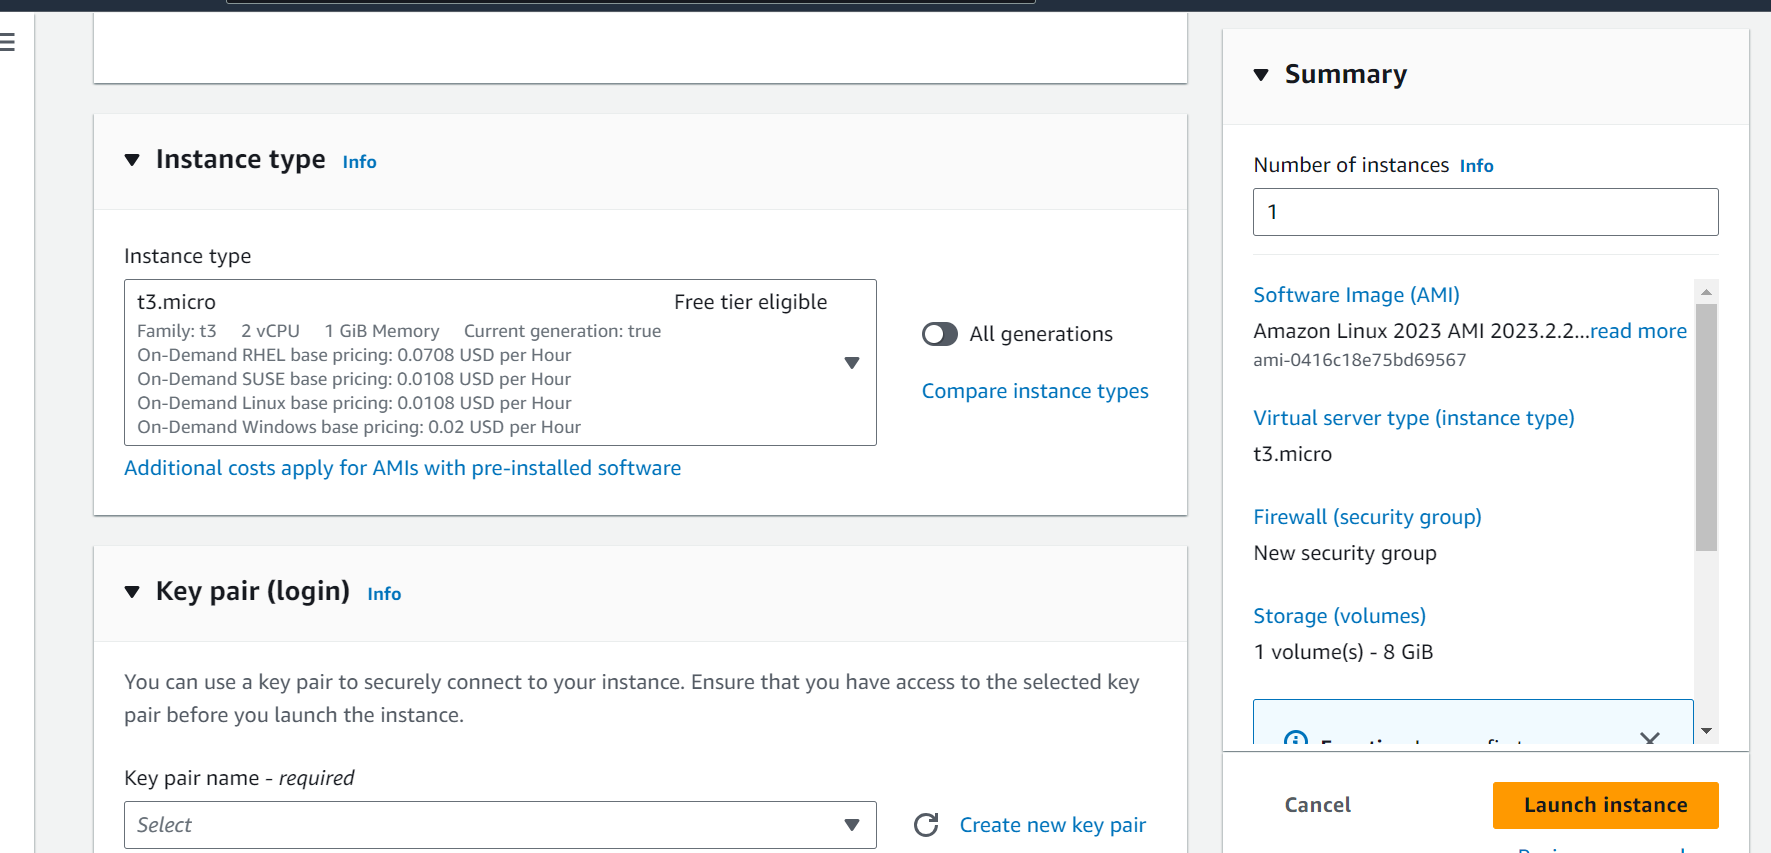 Instance type Info
Instance type
t3.micro Free tier eligible
Family: t3 2 vCPU 1 GiB Memory Current generation: true
On-Demand RHEL base pricing: 0.0708 USD per Hour
On-Demand SUSE base pricing: 0.0108 USD per Hour
On-Demand Linux base pricing: 0.0108 USD per Hour
On-Demand Windows base pricing: 0.02 USD per Hour
All generations
Compare instance types
Additional costs apply for AMIs with pre-installed software
Key pair (login) Info
You can use a key pair to securely connect to your instance. Ensure that you have access to the selected key
pair before you launch the instance.
Key pair name - required
Select
Create new key pair
Summary
Number of instances Info
1
Software Image (AMI)
Amazon Linux 2023 AMI 2023.2.2...read more
ami-0416c18e75bd69567
Virtual server type (instance type)
t3.micro
Firewall (security group)
New security group
Storage (volumes)
1 volume(s) - 8 GiB
Cancel
Launch instance